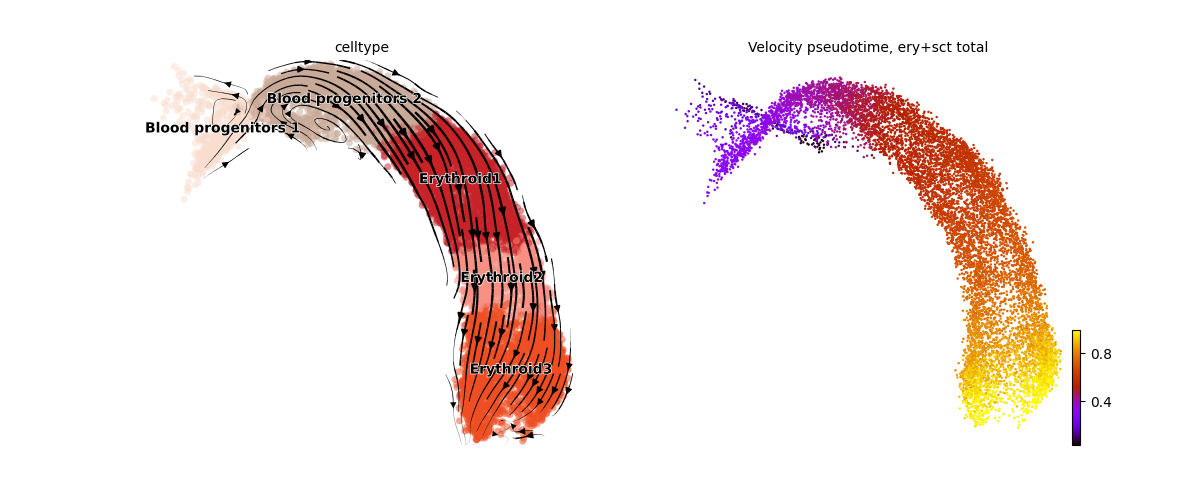 celltype
Velocity pseudotime, ery+sct total
Blood progenitors 2
Blood progenitors 1
Erythroid1
Erythroid2
Erythroid3
0.8
0.4